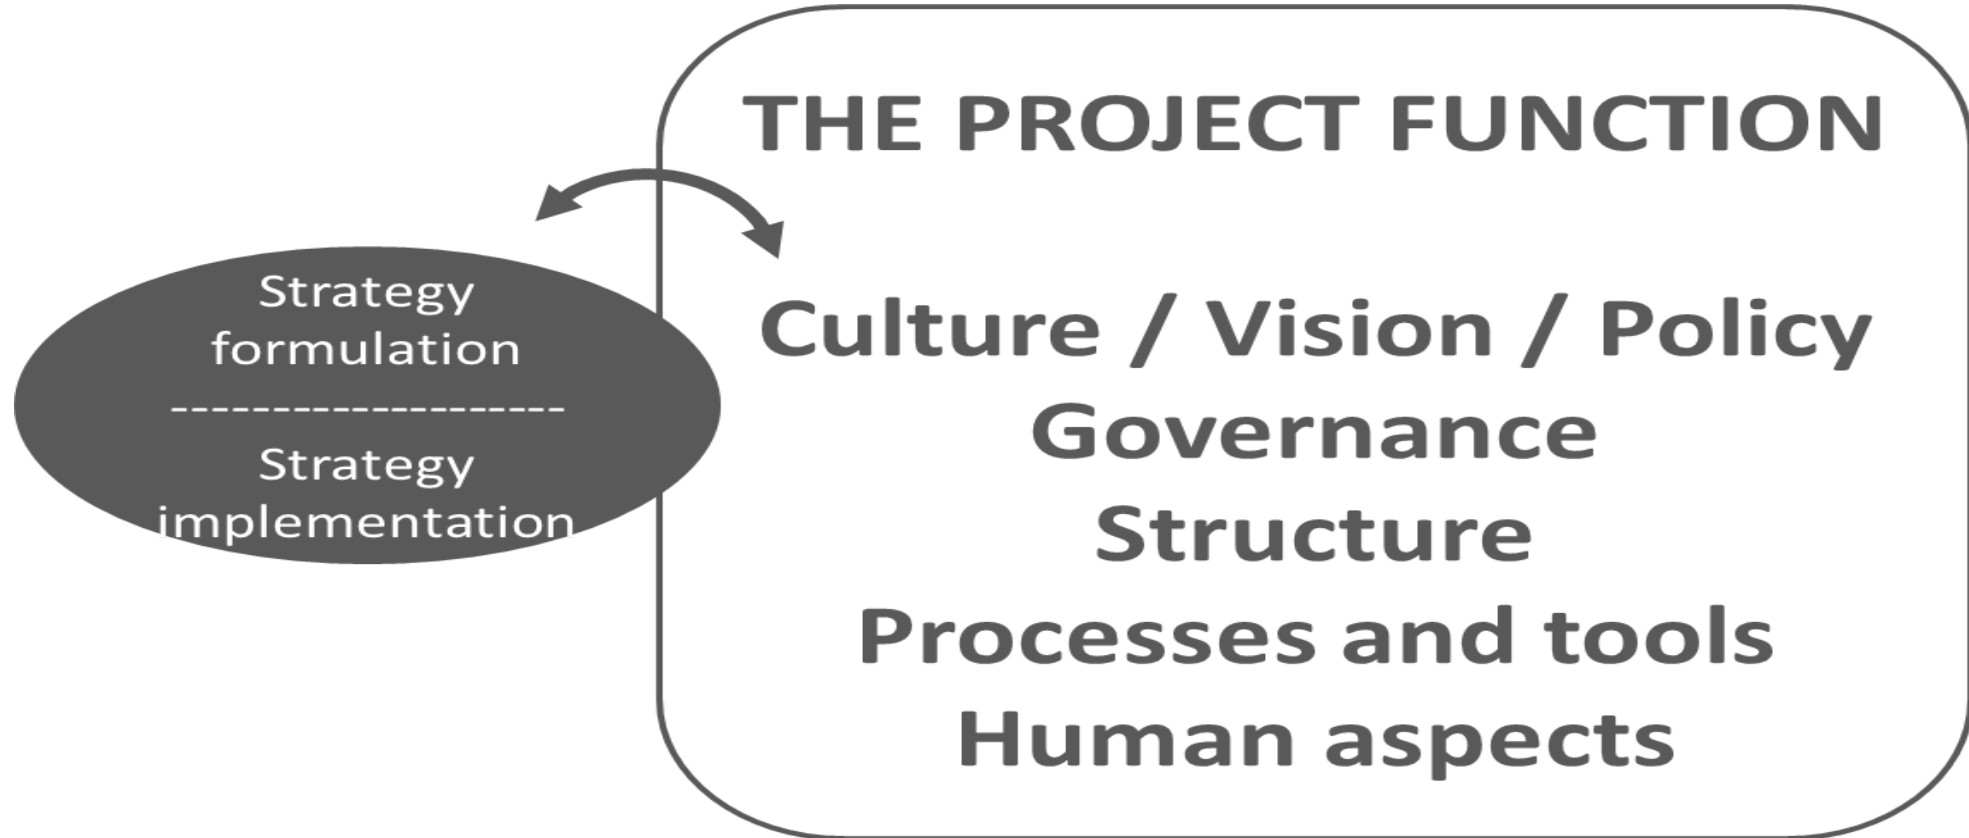 THE PROJECT FUNCTION
Strategy
formulation
--------------------
Strategy
implementation
Culture / Vision / Policy
Governance
Structure
Processes and tools
Human aspects